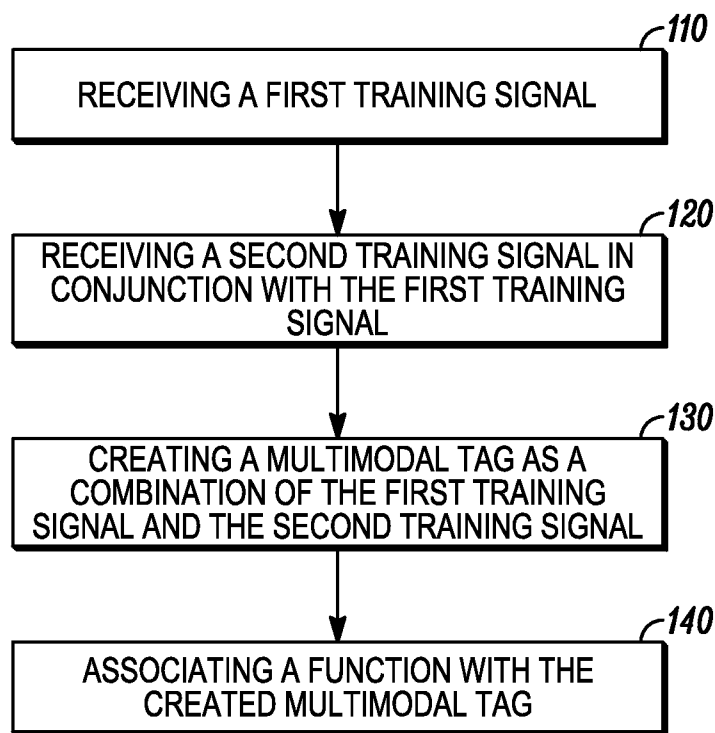 110
RECEIVING A FIRST TRAINING SIGNAL
120
RECEIVING A SECOND TRAINING SIGNAL IN
CONJUNCTION WITH THE FIRST TRAINING
SIGNAL
130
CREATING A MULTIMODAL TAG AS A
COMBINATION OF THE FIRST TRAINING
SIGNAL AND THE SECOND TRAINING SIGNAL
140
ASSOCIATING A FUNCTION WITH THE
CREATED MULTIMODAL TAG